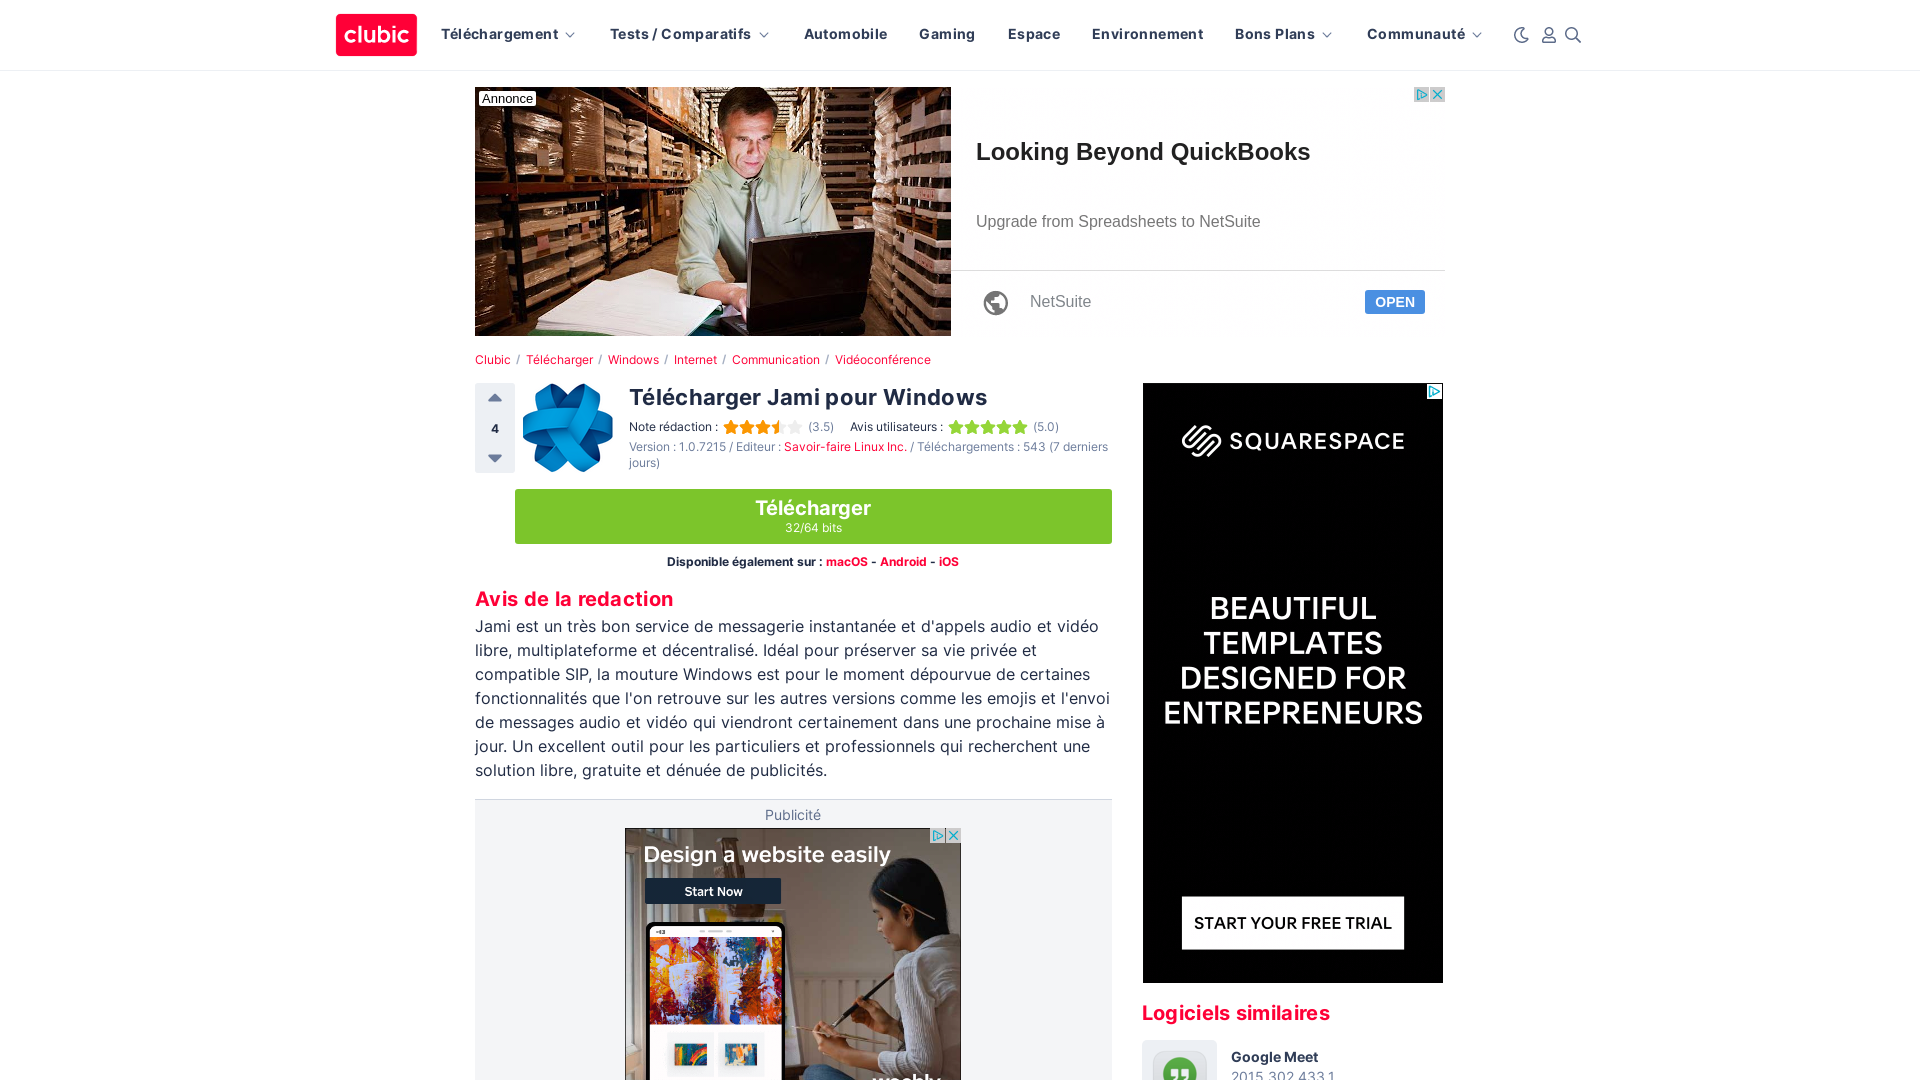 clubic
Téléchargement
Tests / Comparatifs
Automobile
Gaming
Espace
Environnement
Bons Plans
Communauté
Annonce
Looking Beyond QuickBooks
Upgrade from Spreadsheets to NetSuite
NetSuite
OPEN
Clubic / Télécharger / Windows / Internet / Communication / Vidéoconférence
4
Télécharger Jami pour Windows
Note rédaction : (3.5) Avis utilisateurs : (5.0)
Version : 1.0.7215 / Editeur : Savoir-faire Linux Inc. / Téléchargements : 543 (7 derniers
jours)
Télécharger
32/64 bits
Disponible également sur : macOS - Android - iOS
Avis de la redaction
Jami est un très bon service de messagerie instantanée et d'appels audio et vidéo
libre, multiplateforme et décentralisé. Idéal pour préserver sa vie privée et
compatible SIP, la mouture Windows est pour le moment dépourvue de certaines
fonctionnalités que l'on retrouve sur les autres versions comme les emojis et l'envoi
de messages audio et vidéo qui viendront certainement dans une prochaine mise à
jour. Un excellent outil pour les particuliers et professionnels qui recherchent une
solution libre, gratuite et dénuée de publicités.
Publicité
Design a website easily
Start Now
weebly
SQUARESPACE
BEAUTIFUL
TEMPLATES
DESIGNED FOR
ENTREPRENEURS
START YOUR FREE TRIAL
Logiciels similaires
Google Meet
2015.302.433.1